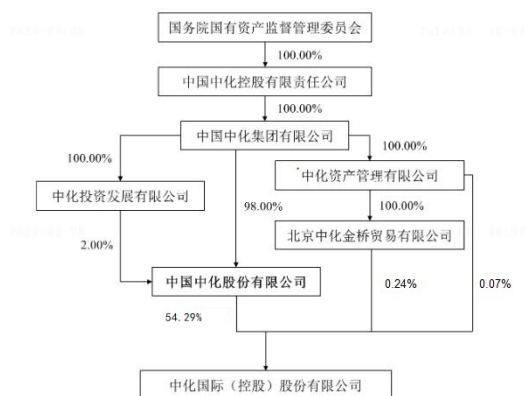 国务院国有资产监督管理委员会
100.00%
中国中化控股有限责任公司
100.00%
中国中化集团有限公司
100.00%
100.00%
中化资产管理有限公司
中化投资发展有限公司
98.00%
100.00%
北京中化金桥贸易有限公司
2.00%
中国中化股份有限公司
0.24%
0.07%
54.29%
中化国际（控股）股份有限公司